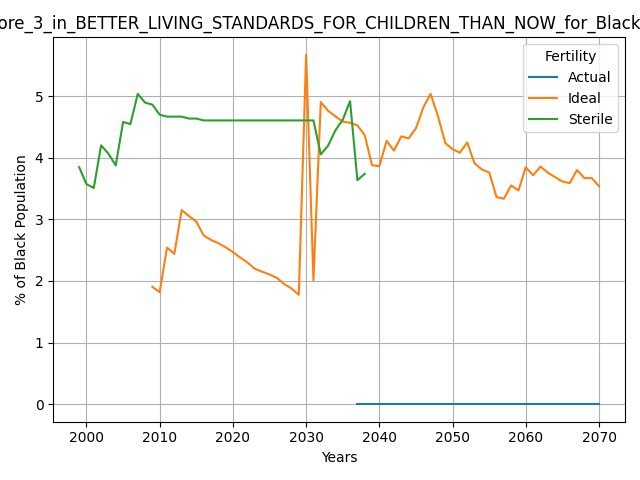 ore_3_in_BETTER_LIVING_STANDARDS_FOR_CHILDREN_THAN_NOW_for_Black
Fertility
Actual
Ideal
Sterile
% of Black Population
5
4
3
2
1
0
2000 2010 2020 2030 2040 2050 2060 2070
Years